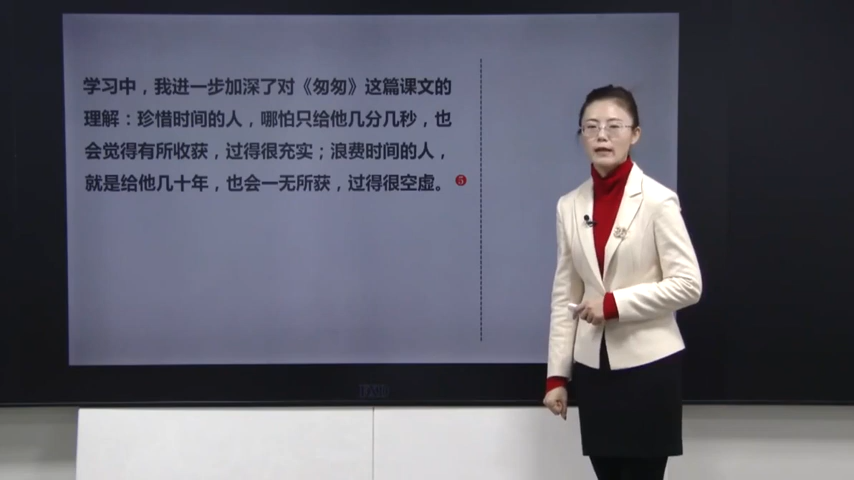 学习中，我进一步加深了对《匆匆》这篇课文的
理解：珍惜时间的人，哪怕只给他几分几秒，也
会觉得有所收获，过得很充实；浪费时间的人，
就是给他几十年，也会一无所获，过得很空虚。